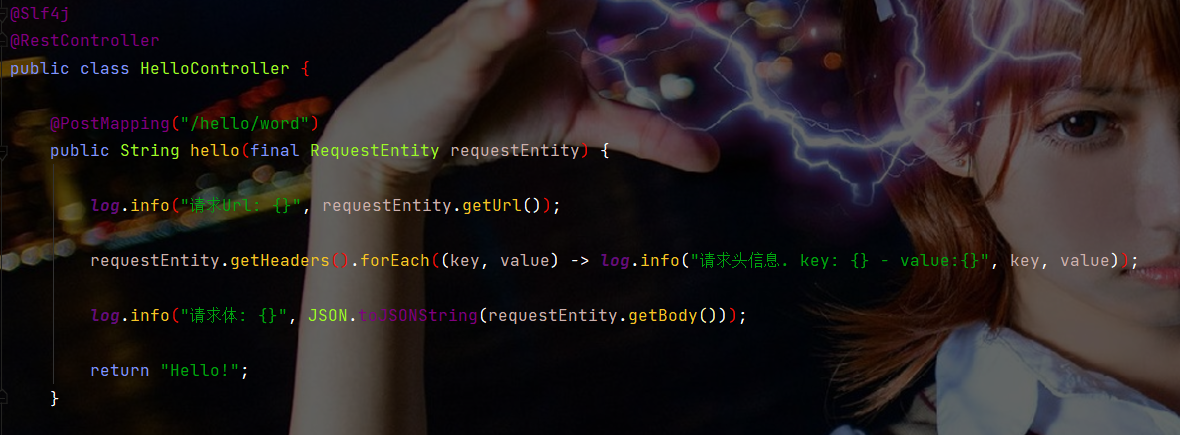 @Slf4j
@RestController
public class HelloController {
@PostMapping("/hello/word")
public String hello(final RequestEntity requestEntity) {
log.info("请求Url: {}", requestEntity.getUrl());
requestEntity.getHeaders().forEach((key, value) -> log.info("请求头信息. key: {} - value:{}", key, value));
log.info("请求体: {}", JSON.toJSONString(requestEntity.getBody()));
return "Hello!";
}